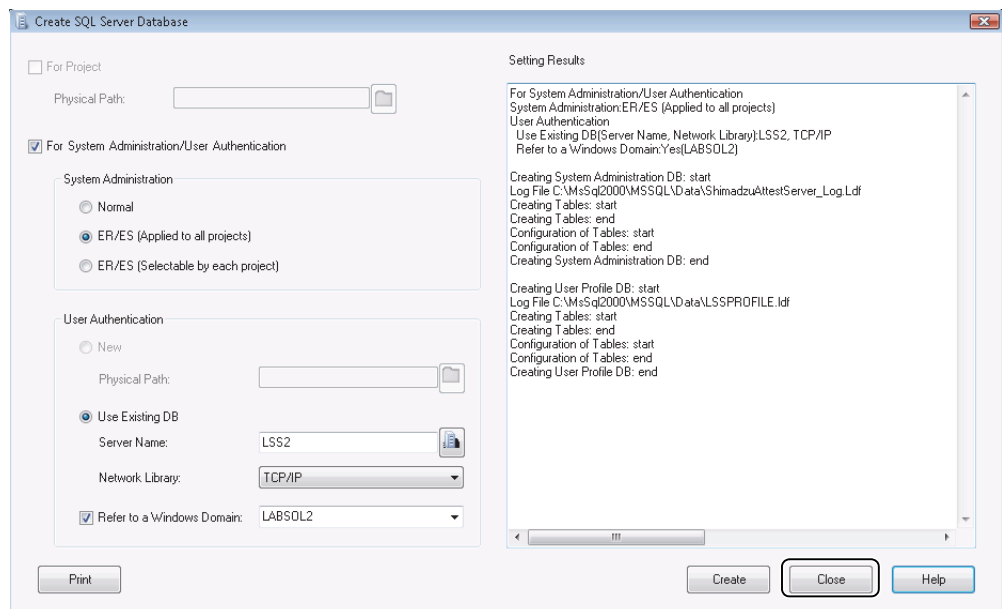 Create SQL Server Database
For Project
Physical Path:
For System Administration/User Authentication
System Administration
Normal
ER/ES (Applied to all projects)
ER/ES (Selectable by each project)
User Authentication
New
Physical Path:
Use Existing DB
Server Name:
LSS2
Network Library:
TCP/IP
Refer to a Windows Domain:
LABSOL2
Print
Setting Results
For System Administration/User Authentication
System Administration:ER/ES (Applied to all projects)
User Authentication
Use Existing DB(Server Name, Network Library):LSS2, TCP/IP
Refer to a Windows Domain:Yes(LABSOL2)
Creating System Administration DB: start
Log File C:\MsSql2000\MSSQL\Data\ShimadzuAttestServer_Log.Ldf
Creating Tables: start
Creating Tables: end
Configuration of Tables: start
Configuration of Tables: end
Creating System Administration DB: end
Creating User Profile DB: start
Log File C:\MsSql2000\MSSQL\Data\LSSPROFILE.ldf
Creating Tables: start
Creating Tables: end
Configuration of Tables: start
Configuration of Tables: end
Creating User Profile DB: end
Create
Close
Help